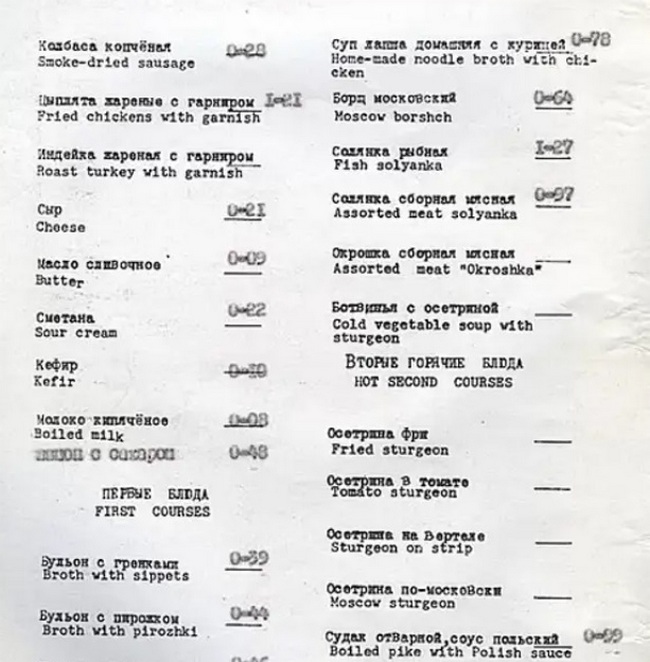 Колбаса копчёная 0-28
Smoke-dried sausage
Цыплята жареные с гарниром 1-21
Fried chickens with garnish
Индейка жареная с гарниром
Roast turkey with garnish
Сыр 0-21
Cheese
Масло сливочное 0-09
Butter
Сметана 0-22
Sour cream
Кефир 0-10
Kefir
Молоко кипячёное 0-08
Boiled milk
лимон с сахаром 0-48
ПЕРВЫЕ БЛЮДА
FIRST COURSES
Бульон с гренками 0-39
Broth with sippets
Бульон с пирожком 0-44
Broth with pirozhki
Суп лапша домашняя с курицей 0-78
Home-made noodle broth with chi-
cken
Борщ московский 0-64
Moscow borshch
Солянка рыбная 1-27
Fish solyanka
Солянка сборная мясная 0-97
Assorted meat solyanka
Окрошка сборная мясная
Assorted meat "Okroshka"
Ботвинья с осетриной
Cold vegetable soup with
sturgeon
ВТОРЫЕ ГОРЯЧИЕ БЛЮДА
HOT SECOND COURSES
Осетрина фри
Fried sturgeon
Осетрина в томате
Tomato sturgeon
Осетрина на вертеле
Sturgeon on strip
Осетрина по-московски
Moscow sturgeon
Судак отварной, соус польский 0-99
Boiled pike with Polish sauce